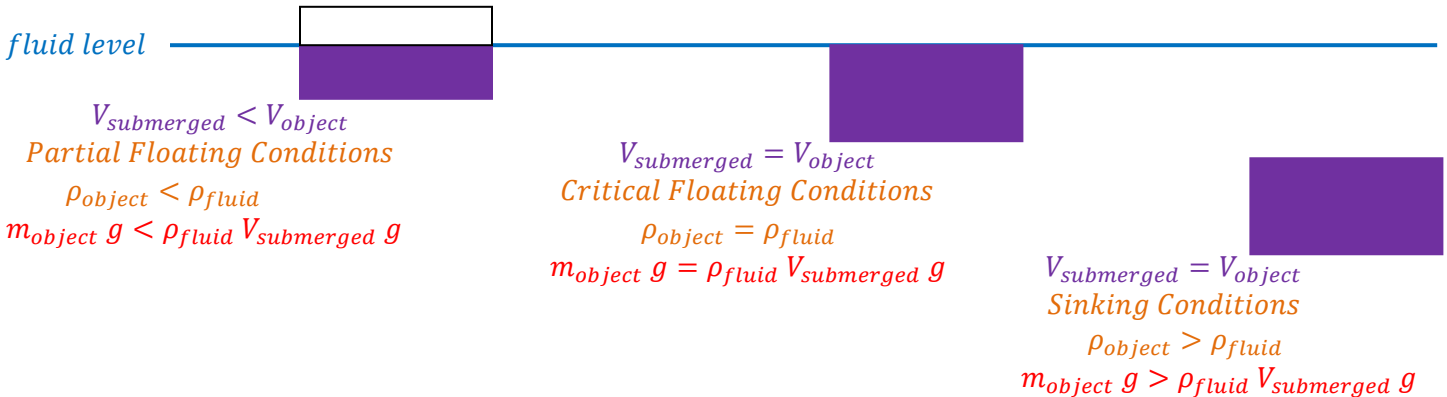 fluid level
V_submerged < V_object
Partial Floating Conditions
ρ_object < ρ_fluid
m_object g < ρ_fluid V_submerged g
V_submerged = V_object
Critical Floating Conditions
ρ_object = ρ_fluid
m_object g = ρ_fluid V_submerged g
V_submerged = V_object
Sinking Conditions
ρ_object > ρ_fluid
m_object g > ρ_fluid V_submerged g